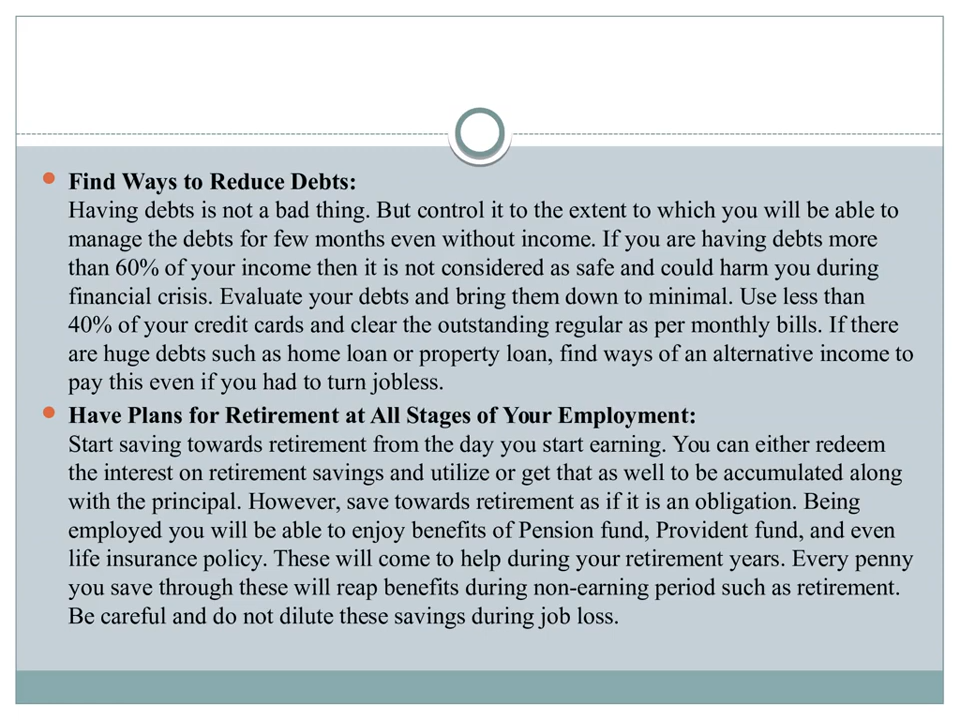 Find Ways to Reduce Debts:
Having debts is not a bad thing. But control it to the extent to which you will be able to
manage the debts for few months even without income. If you are having debts more
than 60% of your income then it is not considered as safe and could harm you during
financial crisis. Evaluate your debts and bring them down to minimal. Use less than
40% of your credit cards and clear the outstanding regular as per monthly bills. If there
are huge debts such as home loan or property loan, find ways of an alternative income to
pay this even if you had to turn jobless.
Have Plans for Retirement at All Stages of Your Employment:
Start saving towards retirement from the day you start earning. You can either redeem
the interest on retirement savings and utilize or get that as well to be accumulated along
with the principal. However, save towards retirement as if it is an obligation. Being
employed you will be able to enjoy benefits of Pension fund, Provident fund, and even
life insurance policy. These will come to help during your retirement years. Every penny
you save through these will reap benefits during non-earning period such as retirement.
Be careful and do not dilute these savings during job loss.